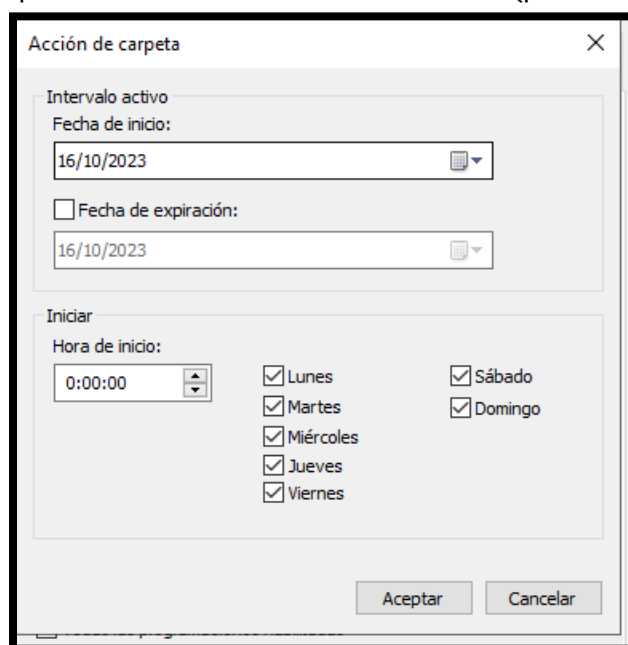 Acción de carpeta
Intervalo activo
Fecha de inicio:
16/10/2023
Fecha de expiración:
16/10/2023
Iniciar
Hora de inicio:
0:00:00
Lunes
Sábado
Martes
Domingo
Miércoles
Jueves
Viernes
Aceptar
Cancelar